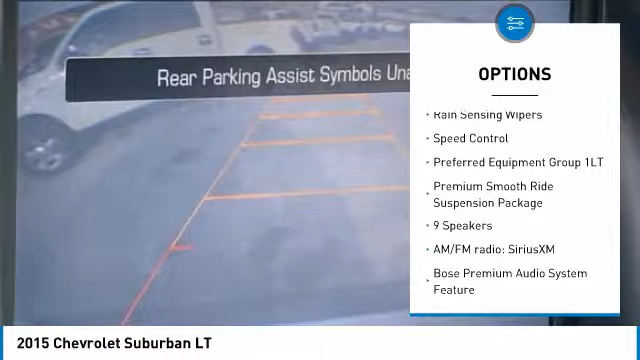 Rear Parking Assist Symbols
OPTIONS
Rain Sensing Wipers
Speed Control
Preferred Equipment Group 1LT
Premium Smooth Ride
Suspension Package
9 Speakers
AM/FM radio: SiriusXM
Bose Premium Audio System
Feature
2015 Chevrolet Suburban LT